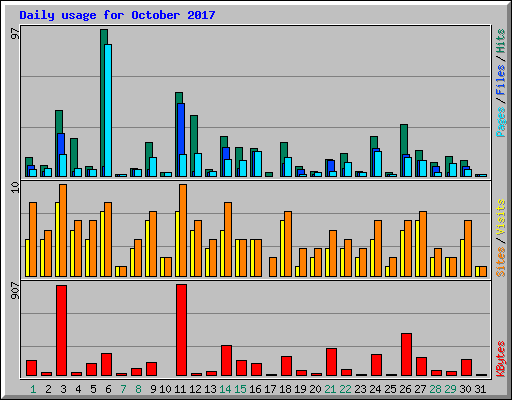 Daily usage for October 2017
97
Pages / Files / Hits
10
Sites / Visits
907
KBytes
1 2 3 4 5 6 7 8 9 10 11 12 13 14 15 16 17 18 19 20 21 22 23 24 25 26 27 28 29 30 31